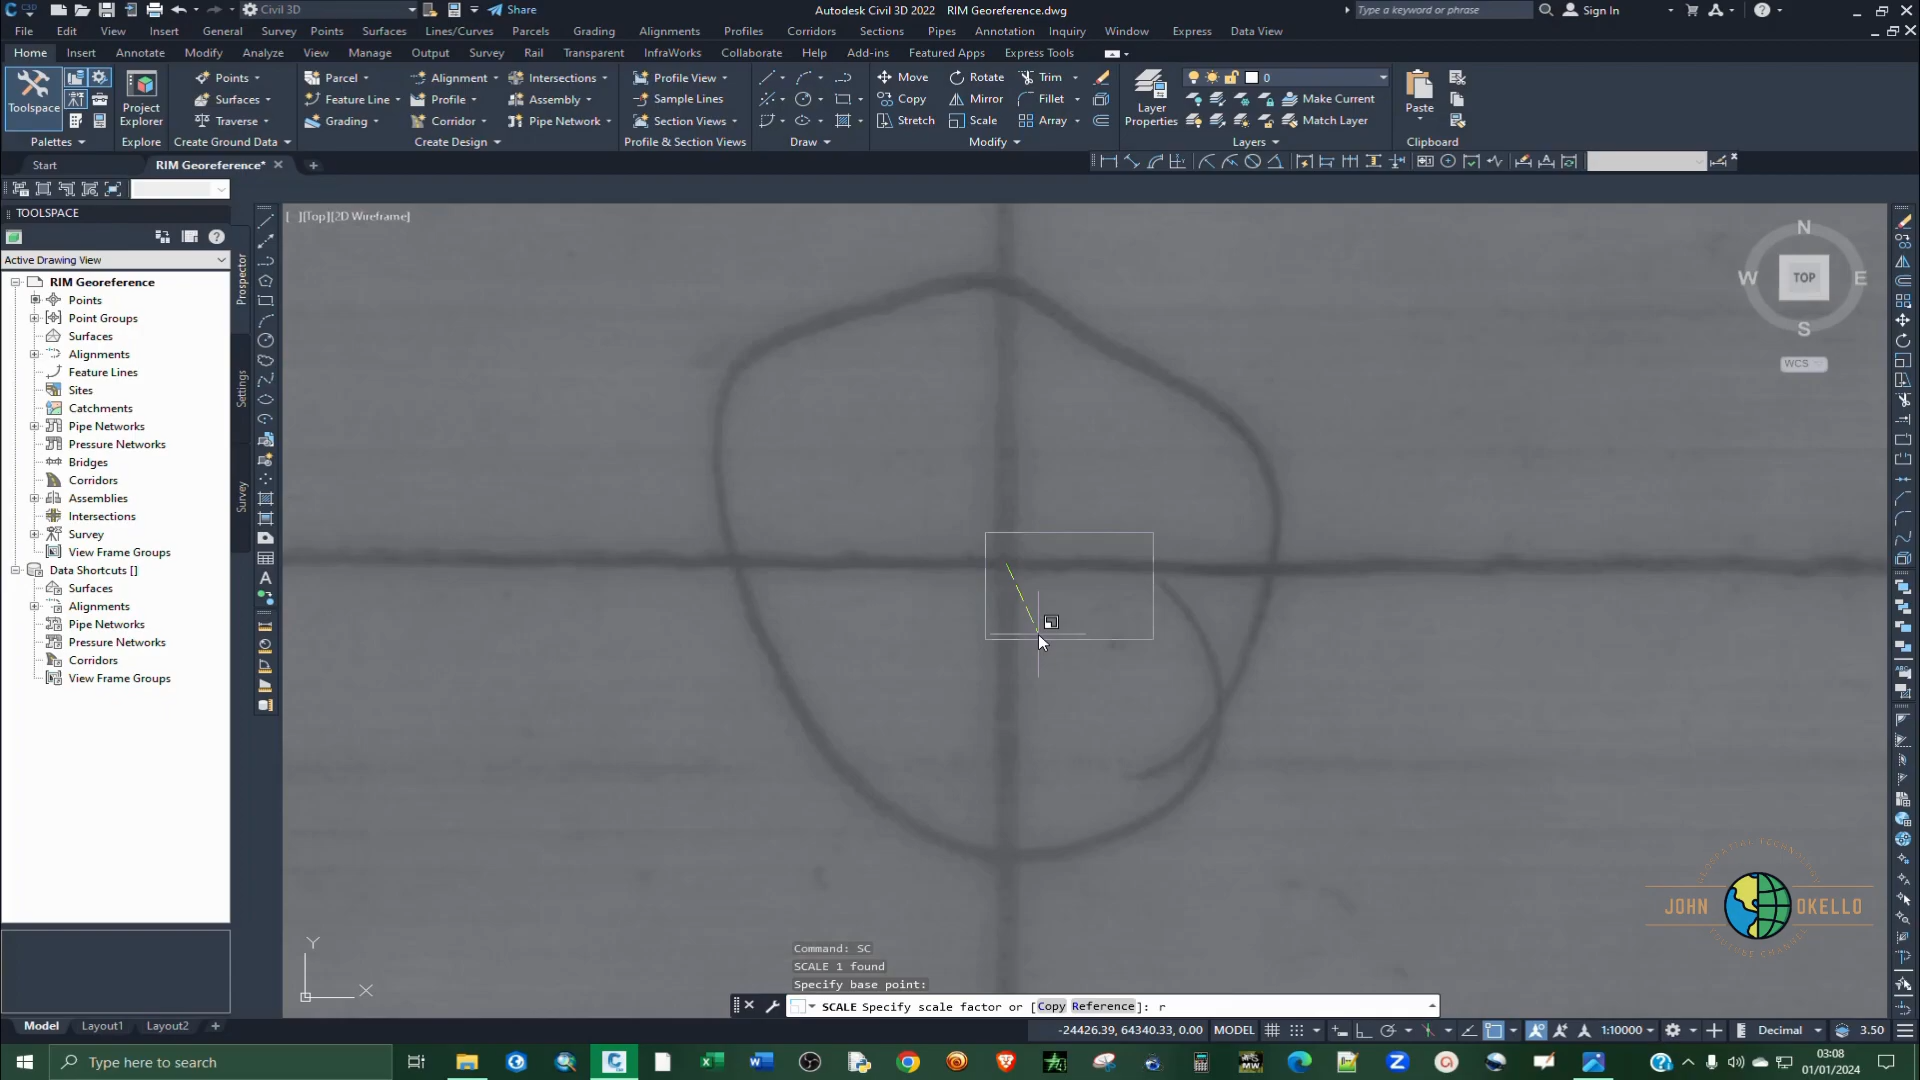 Civil 3D
Share
Autodesk Civil 3D 2022 RIM Georeference.dwg
Type a keyword or phrase
Sign In
File Edit View Insert General Survey Points Surfaces Lines/Curves Parcels Grading Alignments Profiles Corridors Sections Pipes Annotation Inquiry Window Express Data View
Home Insert Annotate Modify Analyze View Manage Output Survey Rail Transparent InfraWorks Collaborate Help Add-ins Featured Apps Express Tools
Points Parcel Alignment Intersections Profile View Move Rotate Trim 0
Toolspace Project Explorer Surfaces Feature Line Profile Assembly Sample Lines Copy Mirror Fillet Layer Properties Make Current Paste
Traverse Grading Corridor Pipe Network Section Views Stretch Scale Array Match Layer
Palettes Explore Create Ground Data Create Design Profile & Section Views Draw Modify Layers Clipboard
Start RIM Georeference*
TOOLSPACE
Active Drawing View
RIM Georeference
Points
Point Groups
Surfaces
Alignments
Feature Lines
Sites
Catchments
Pipe Networks
Pressure Networks
Bridges
Corridors
Assemblies
Intersections
Survey
View Frame Groups
Data Shortcuts []
Surfaces
Alignments
Pipe Networks
Pressure Networks
Corridors
View Frame Groups
Prospector
Settings
Survey
[ ][Top][2D Wireframe]
N
W TOP E
S
WCS
JOHN OKELLO
YOUTUBE CHANNEL
Y
X
Command: SC
SCALE 1 found
Specify base point:
SCALE Specify scale factor or [Copy Reference]: r
Model Layout1 Layout2
-24426.39, 64340.33, 0.00 MODEL 1:10000 Decimal 3.50
Type here to search
03:08
01/01/2024